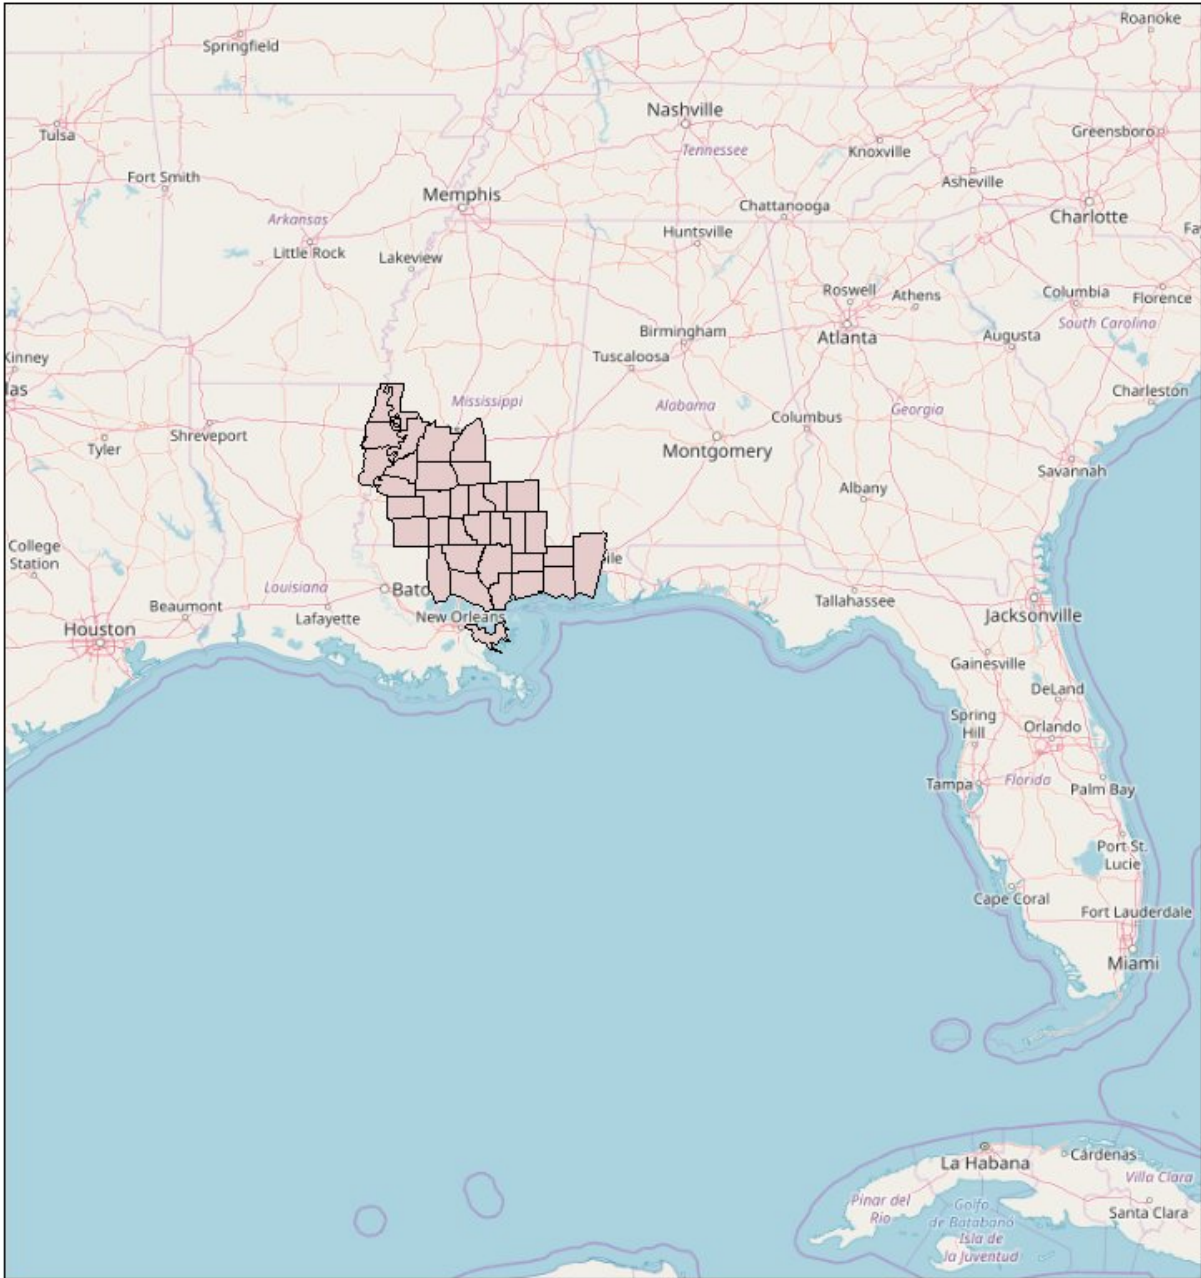 Roanoke
Springfield
Nashville
Tulsa
Greensboro
Tennessee
Knoxville
Fort Smith
Asheville
Memphis
Chattanooga
Charlotte
Arkansas
Huntsville
Fa
Little Rock
Lakeview
Roswell
Athens
Columbia
Florence
Birmingham
South Carolina
Atlanta
Augusta
Kinney
Tuscaloosa
las
Charleston
Mississippi
Alabama
Georgia
Columbus
Shreveport
Tyler
Montgomery
Savannah
Albany
College
Station
ile
Louisiana
Bato
Beaumont
Tallahassee
Lafayette
New Orleans
Jacksonville
Houston
Gainesville
DeLand
Spring
Hill
Orlando
Tampa
Florida
Palm Bay
Port St.
Lucie
Cape Coral
Fort Lauderdale
Miami
La Habana
Cárdenas
Villa Clara
Pinar del
Río
Golfo
de Batabanó
Isla de
la Juventud
Santa Clara